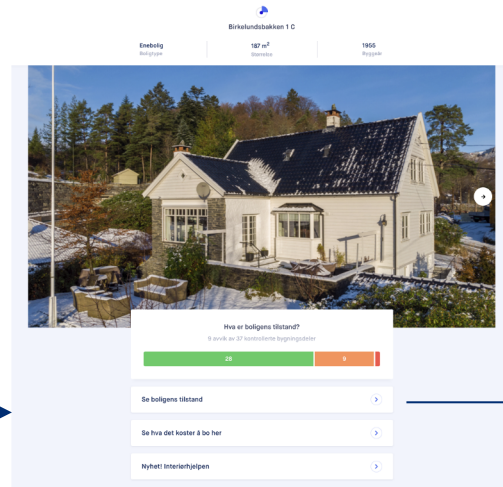 Birkelundsbakken 1 C
Enebolig
187 m²
1955
Boligtype
Størrelse
Byggeår
Hva er boligens tilstand?
9 avvik av 37 kontrollerte bygningsdeler
28
9
Se boligens tilstand
Se hva det koster å bo her
Nyhet! Interiørhjelpen